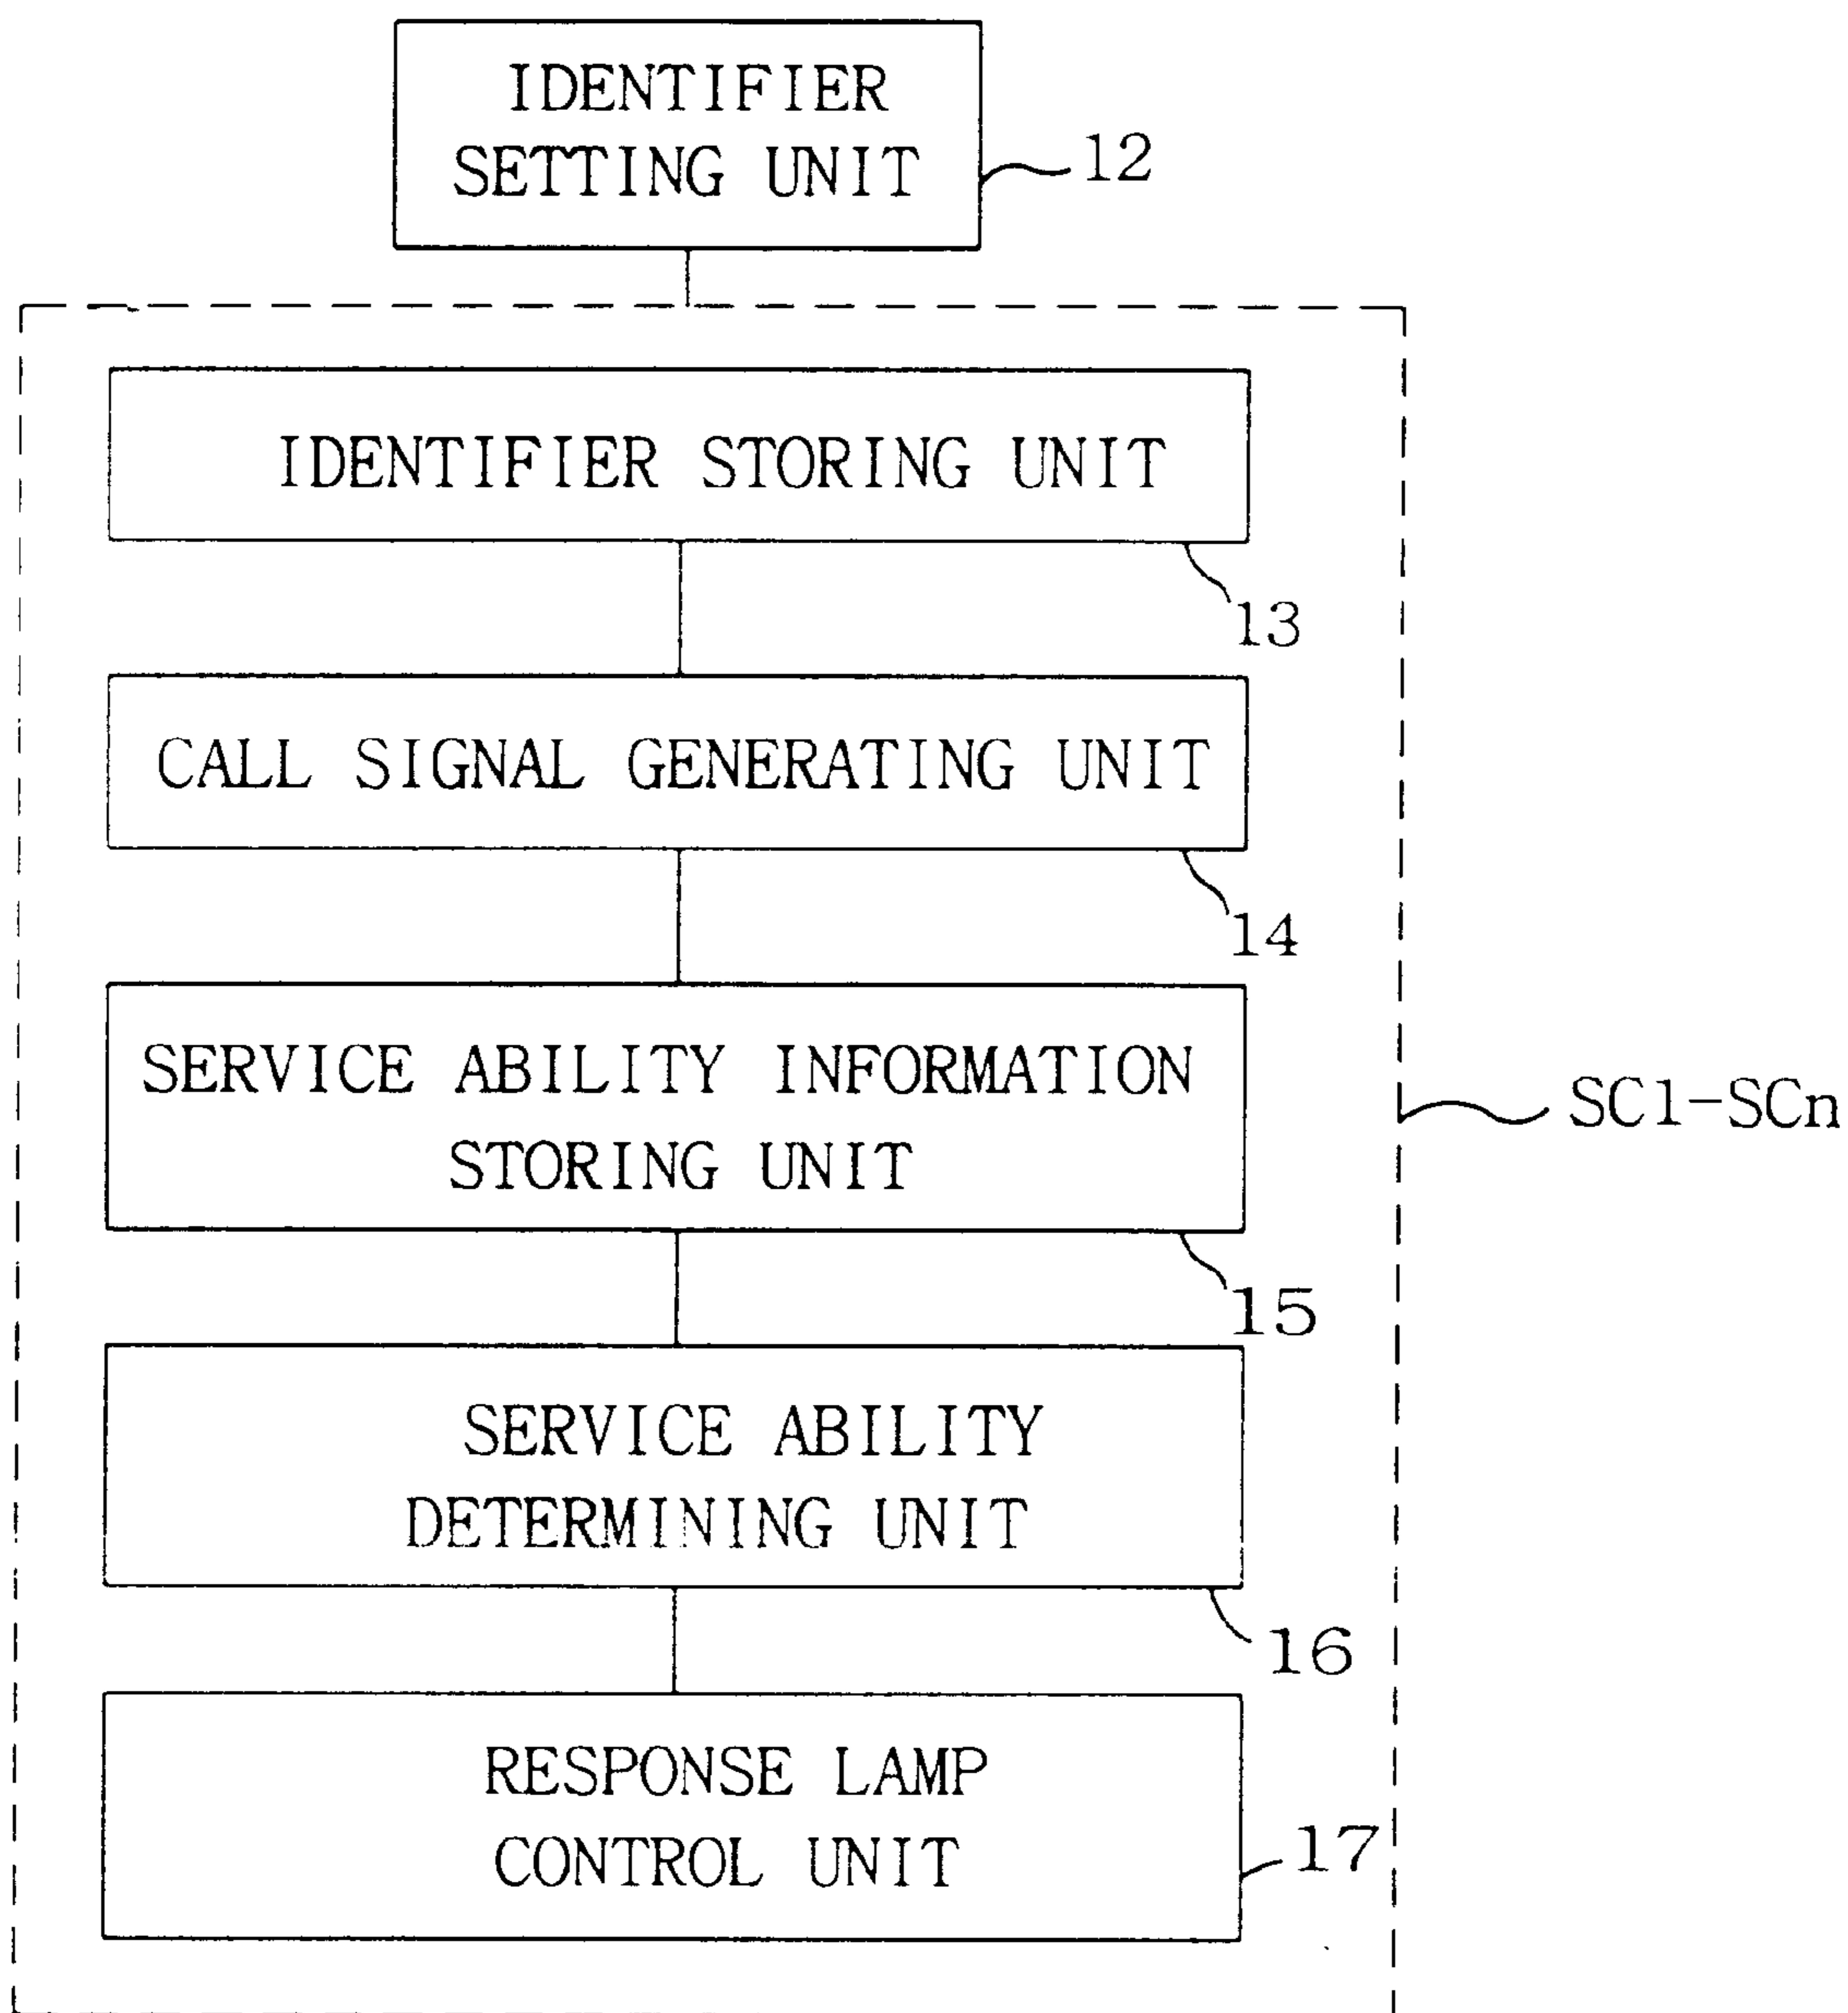 IDENTIFIER
SETTING UNIT
12
IDENTIFIER STORING UNIT
13
CALL SIGNAL GENERATING UNIT
14
SERVICE ABILITY INFORMATION
STORING UNIT
SC1-SCn
15
SERVICE ABILITY
DETERMINING UNIT
16
RESPONSE LAMP
CONTROL UNIT
17